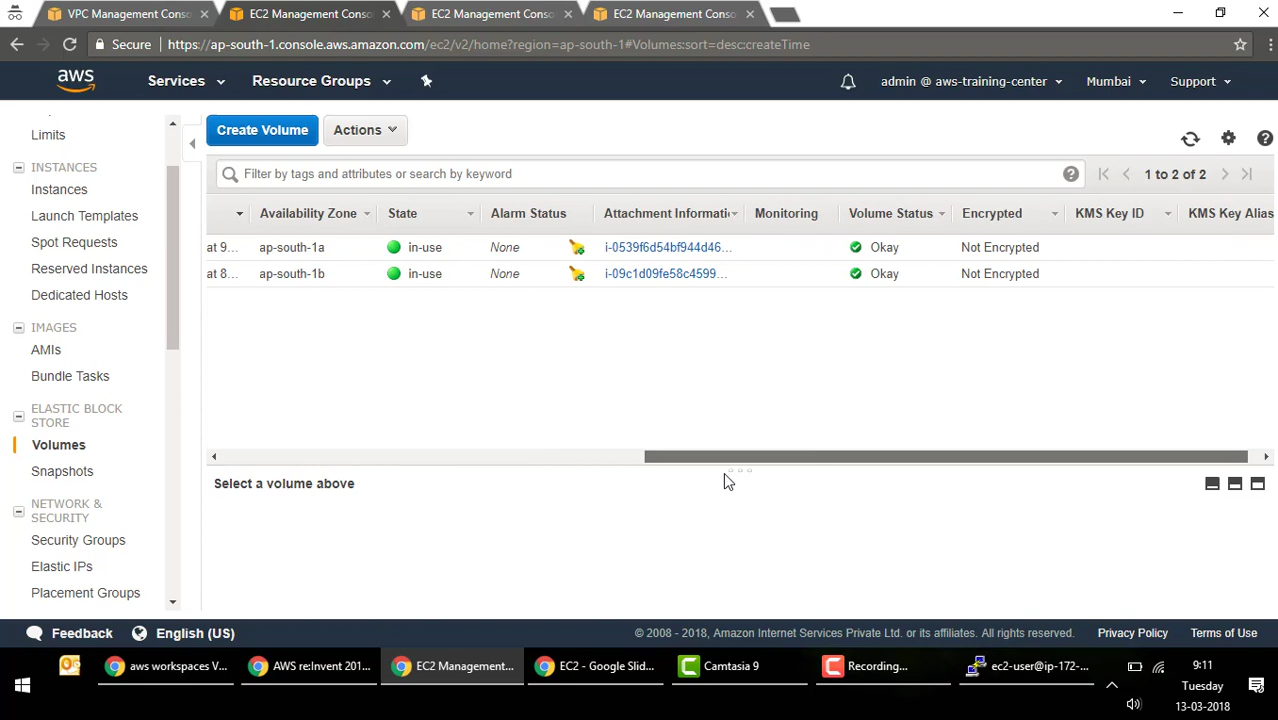 VPC Management Conso
EC2 Management Conso
EC2 Management Conso
EC2 Management Conso
Secure
https://ap-south-1.console.aws.amazon.com/ec2/v2/home?region=ap-south-1#Volumes:sort=desc:createTime
aws
Services
Resource Groups
admin @ aws-training-center
Mumbai
Support
Limits
INSTANCES
Instances
Launch Templates
Spot Requests
Reserved Instances
Dedicated Hosts
IMAGES
AMIs
Bundle Tasks
ELASTIC BLOCK
STORE
Volumes
Snapshots
NETWORK &
SECURITY
Security Groups
Elastic IPs
Placement Groups
Create Volume
Actions
Filter by tags and attributes or search by keyword
1 to 2 of 2
Availability Zone State Alarm Status Attachment Informati Monitoring Volume Status Encrypted KMS Key ID KMS Key Alias
at 9... ap-south-1a in-use None i-0539f6d54bf944d46... Okay Not Encrypted
at 8... ap-south-1b in-use None i-09c1d09fe58c4599... Okay Not Encrypted
Select a volume above
Feedback
English (US)
© 2008 - 2018, Amazon Internet Services Private Ltd. or its affiliates. All rights reserved.
Privacy Policy
Terms of Use
aws workspaces V...
AWS re:Invent 201...
EC2 Management...
EC2 - Google Slid...
Camtasia 9
Recording...
ec2-user@ip-172-...
9:11
Tuesday
13-03-2018